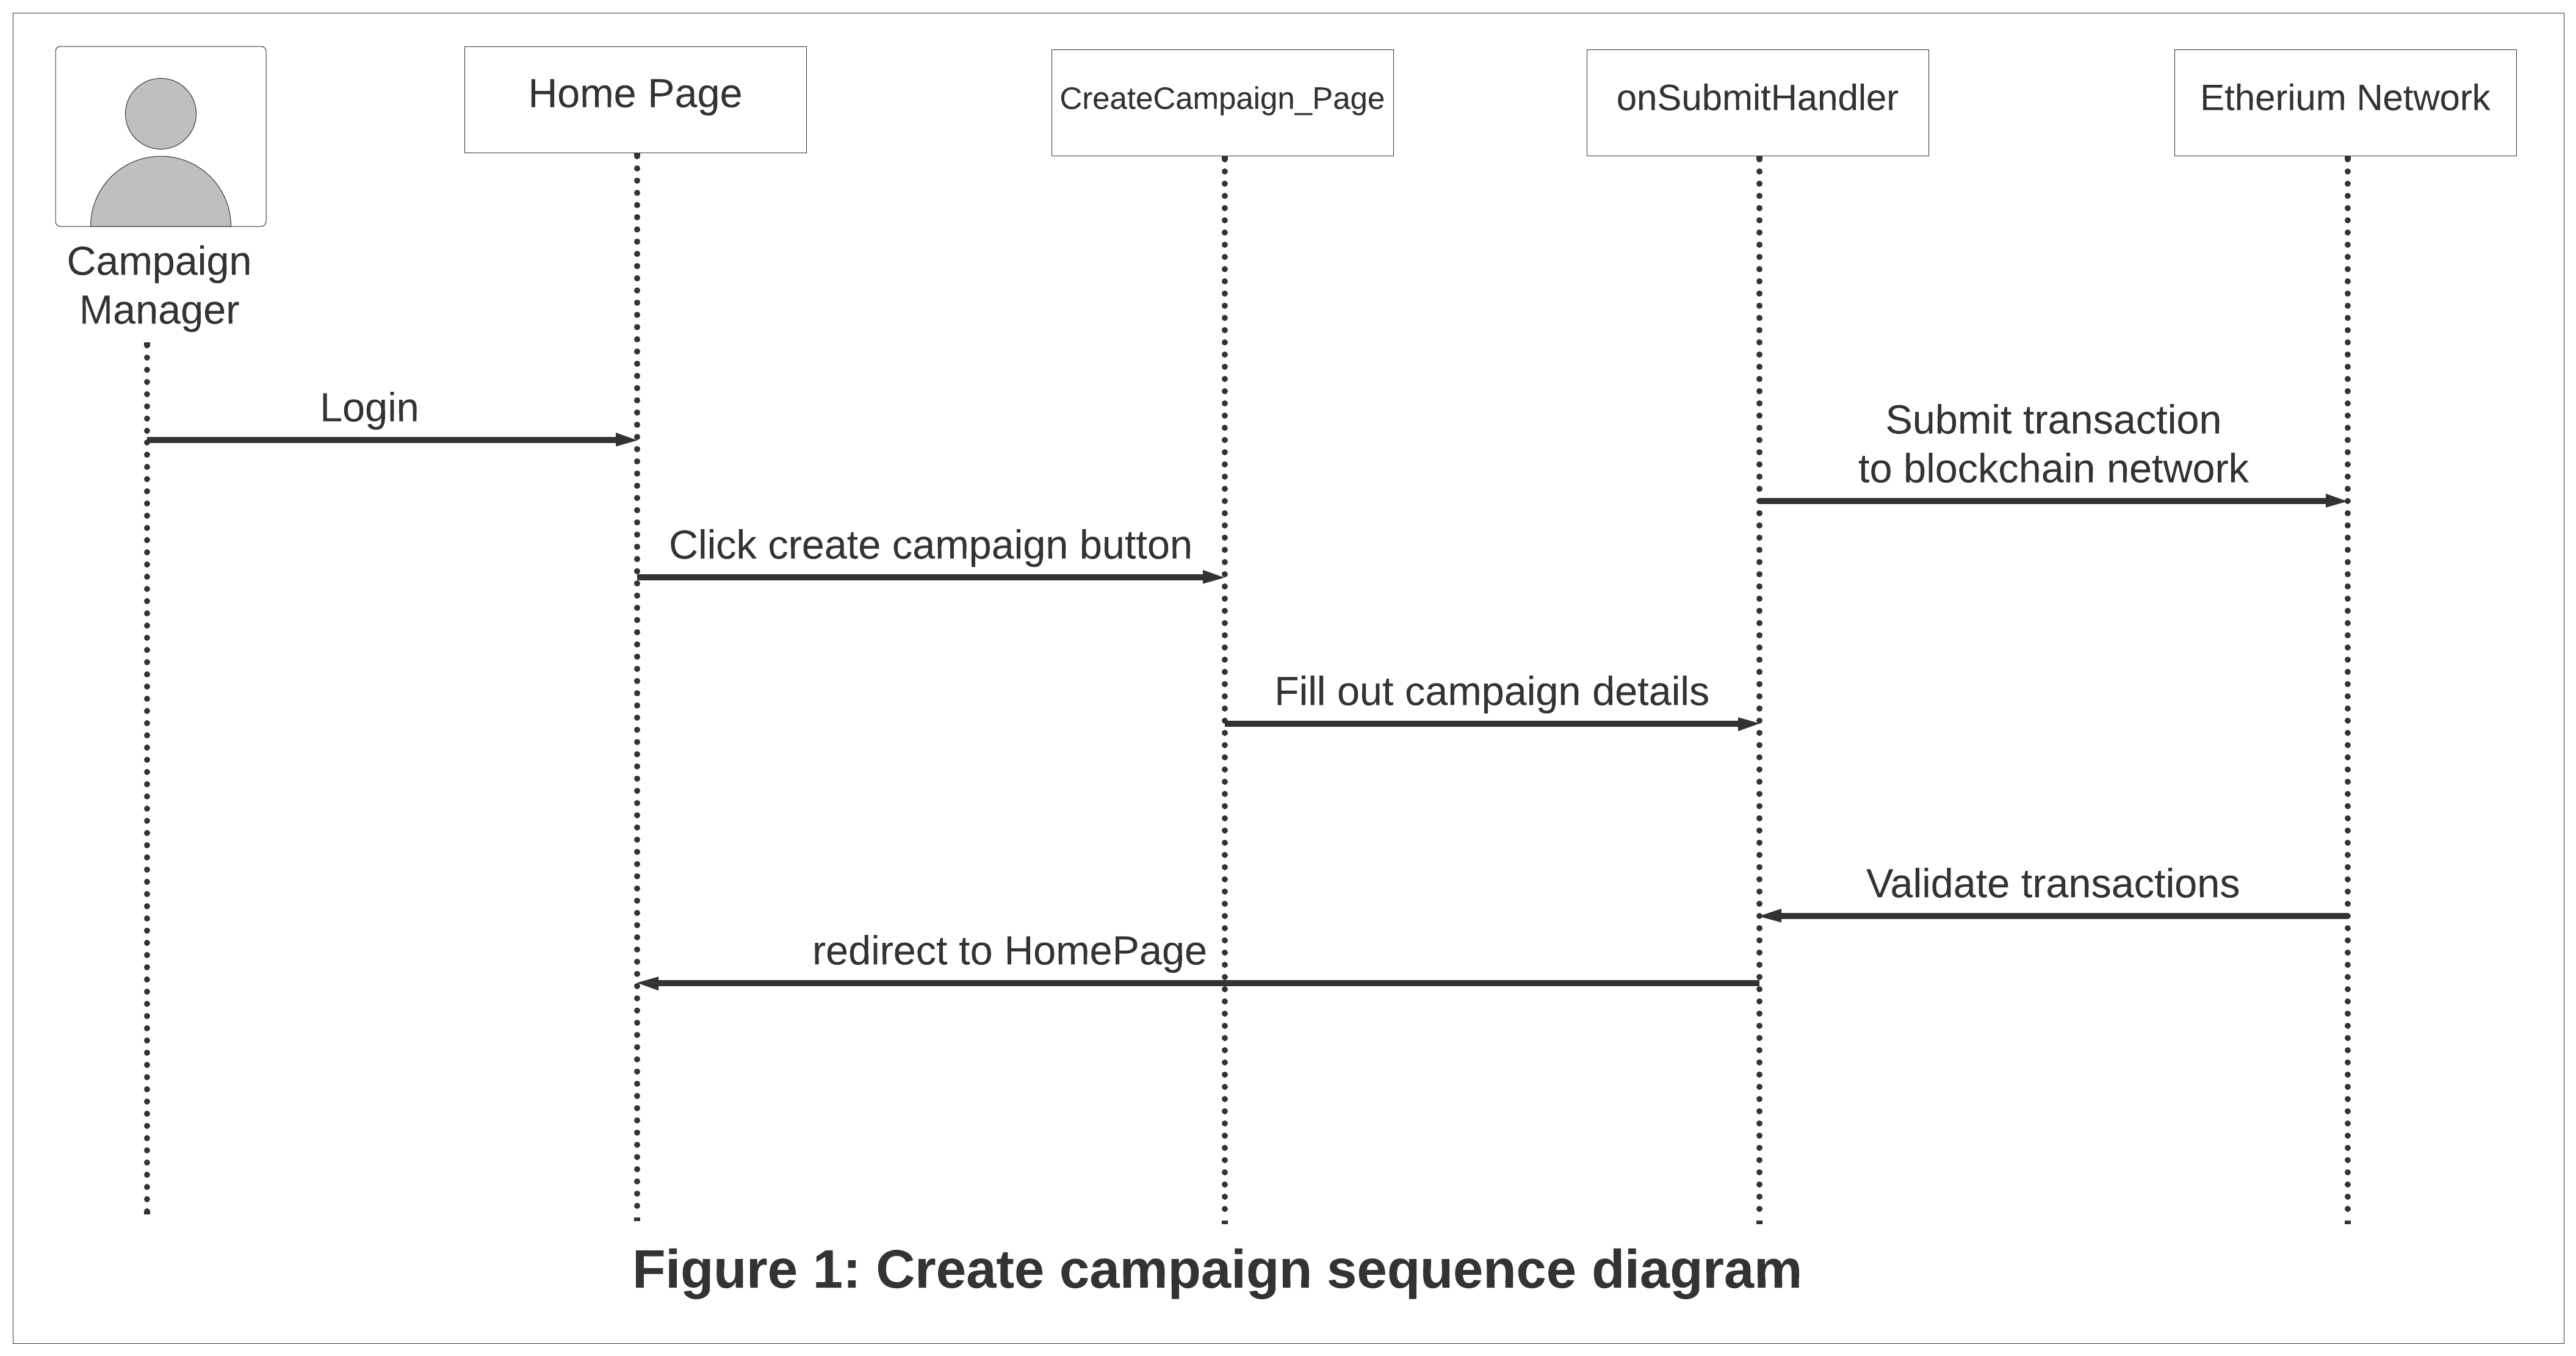 Home Page
CreateCampaign_Page
onSubmitHandler
Etherium Network
Campaign
Manager
Login
Submit transaction
to blockchain network
Click create campaign button
Fill out campaign details
Validate transactions
redirect to HomePage
Figure 1: Create campaign sequence diagram